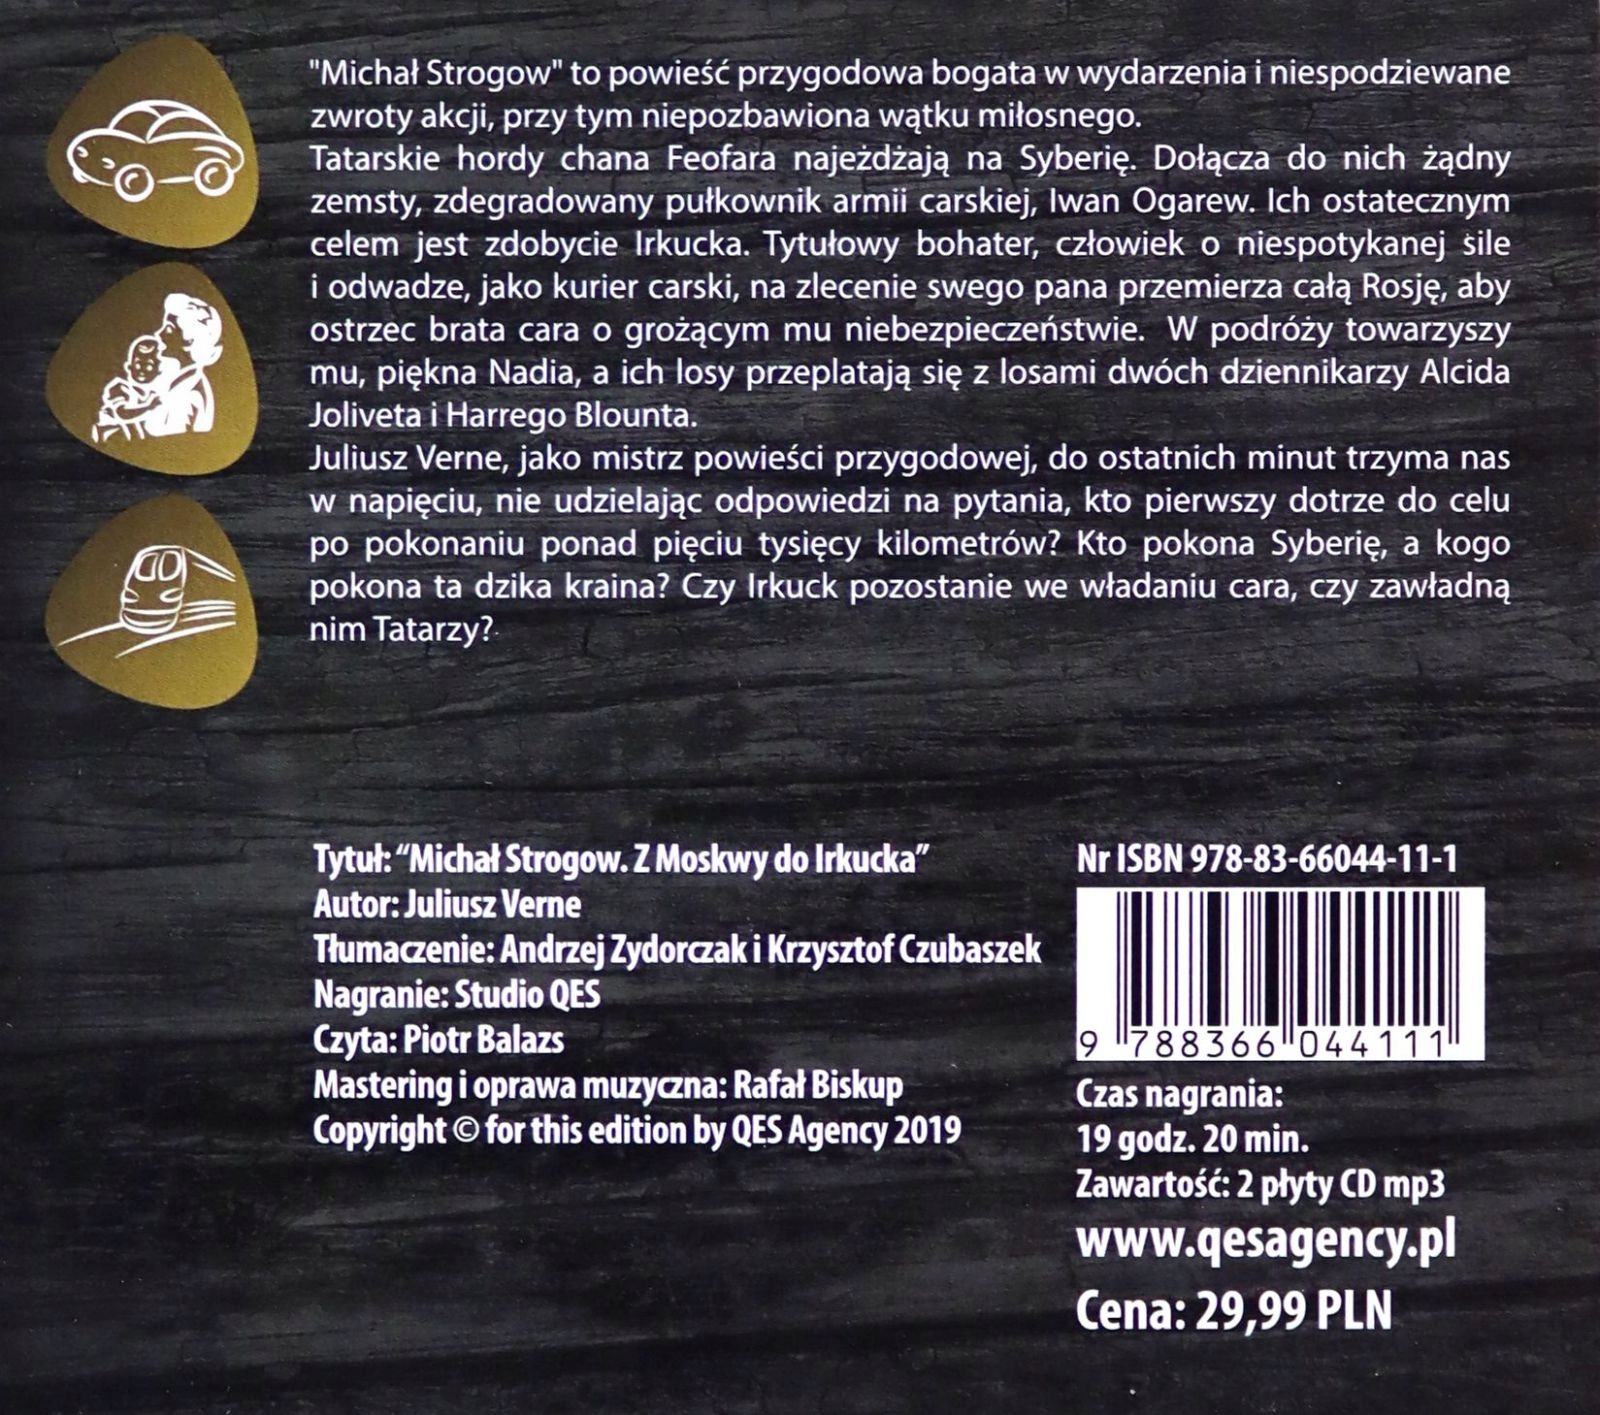 "Michał Strogow" to powieść przygodowa bogata w wydarzenia i niespodziewane
zwroty akcji, przy tym niepozbawiona wątku miłosnego.
Tatarskie hordy chana Feofara najeżdżają na Syberię. Dołącza do nich żądny
zemsty, zdegradowany pułkownik armii carskiej, Iwan Ogarew. Ich ostatecznym
celem jest zdobycie Irkucka. Tytułowy bohater, człowiek o niespotykanej sile
i odwadze, jako kurier carski, na zlecenie swego pana przemierza całą Rosję, aby
ostrzec brata cara o grożącym mu niebezpieczeństwie. W podróży towarzyszy
mu, piękna Nadia, a ich losy przeplatają się z losami dwóch dziennikarzy Alcida
Joliveta i Harrego Blounta.
Juliusz Verne, jako mistrz powieści przygodowej, do ostatnich minut trzyma nas
w napięciu, nie udzielając odpowiedzi na pytania, kto pierwszy dotrze do celu
po pokonaniu ponad pięciu tysięcy kilometrów? Kto pokona Syberię, a kogo
pokona ta dzika kraina? Czy Irkuck pozostanie we władaniu cara, czy zawładną
nim Tatarzy?
Tytuł: “Michał Strogow. Z Moskwy do Irkucka”
Autor: Juliusz Verne
Tłumaczenie: Andrzej Zydorczak i Krzysztof Czubaszek
Nagranie: Studio QES
Czyta: Piotr Balazs
Mastering i oprawa muzyczna: Rafał Biskup
Copyright © for this edition by QES Agency 2019
Nr ISBN 978-83-66044-11-1
9 788366 044111
Czas nagrania:
19 godz. 20 min.
Zawartość: 2 płyty CD mp3
www.qesagency.pl
Cena: 29,99 PLN